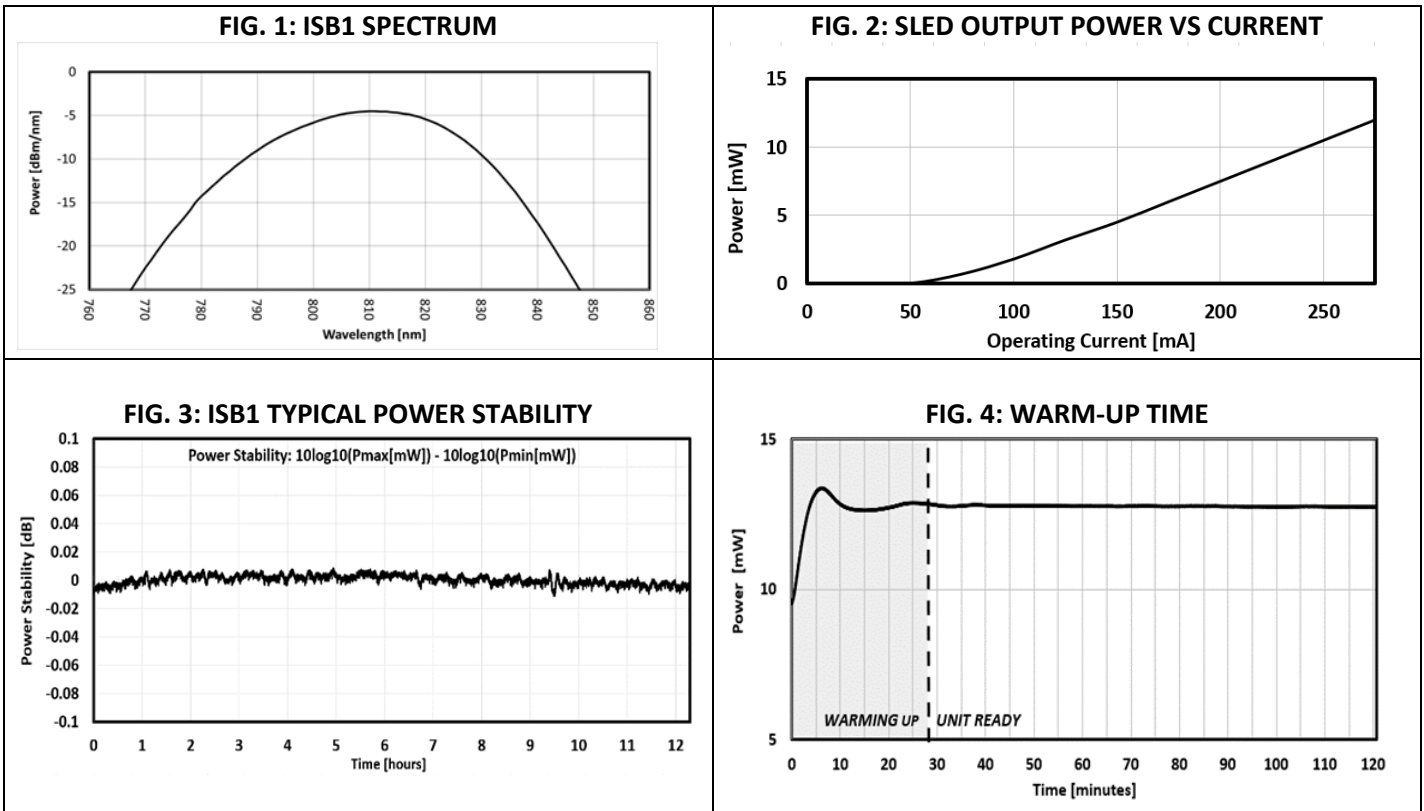 FIG. 1: ISB1 SPECTRUM
0
-5
-10
-15
-20
-25
Power [dBm/nm]
760 770 780 790 800 810 820 830 840 850 860
Wavelength [nm]
FIG. 2: SLED OUTPUT POWER VS CURRENT
15
10
5
0
Power [mW]
0 50 100 150 200 250
Operating Current [mA]
FIG. 3: ISB1 TYPICAL POWER STABILITY
Power Stability: 10log10(Pmax[mW]) - 10log10(Pmin[mW])
0.1
0.08
0.06
0.04
0.02
0
-0.02
-0.04
-0.06
-0.08
-0.1
Power Stability [dB]
0 1 2 3 4 5 6 7 8 9 10 11 12
Time [hours]
FIG. 4: WARM-UP TIME
15
10
5
Power [mW]
WARMING UP UNIT READY
0 10 20 30 40 50 60 70 80 90 100 110 120
Time [minutes]